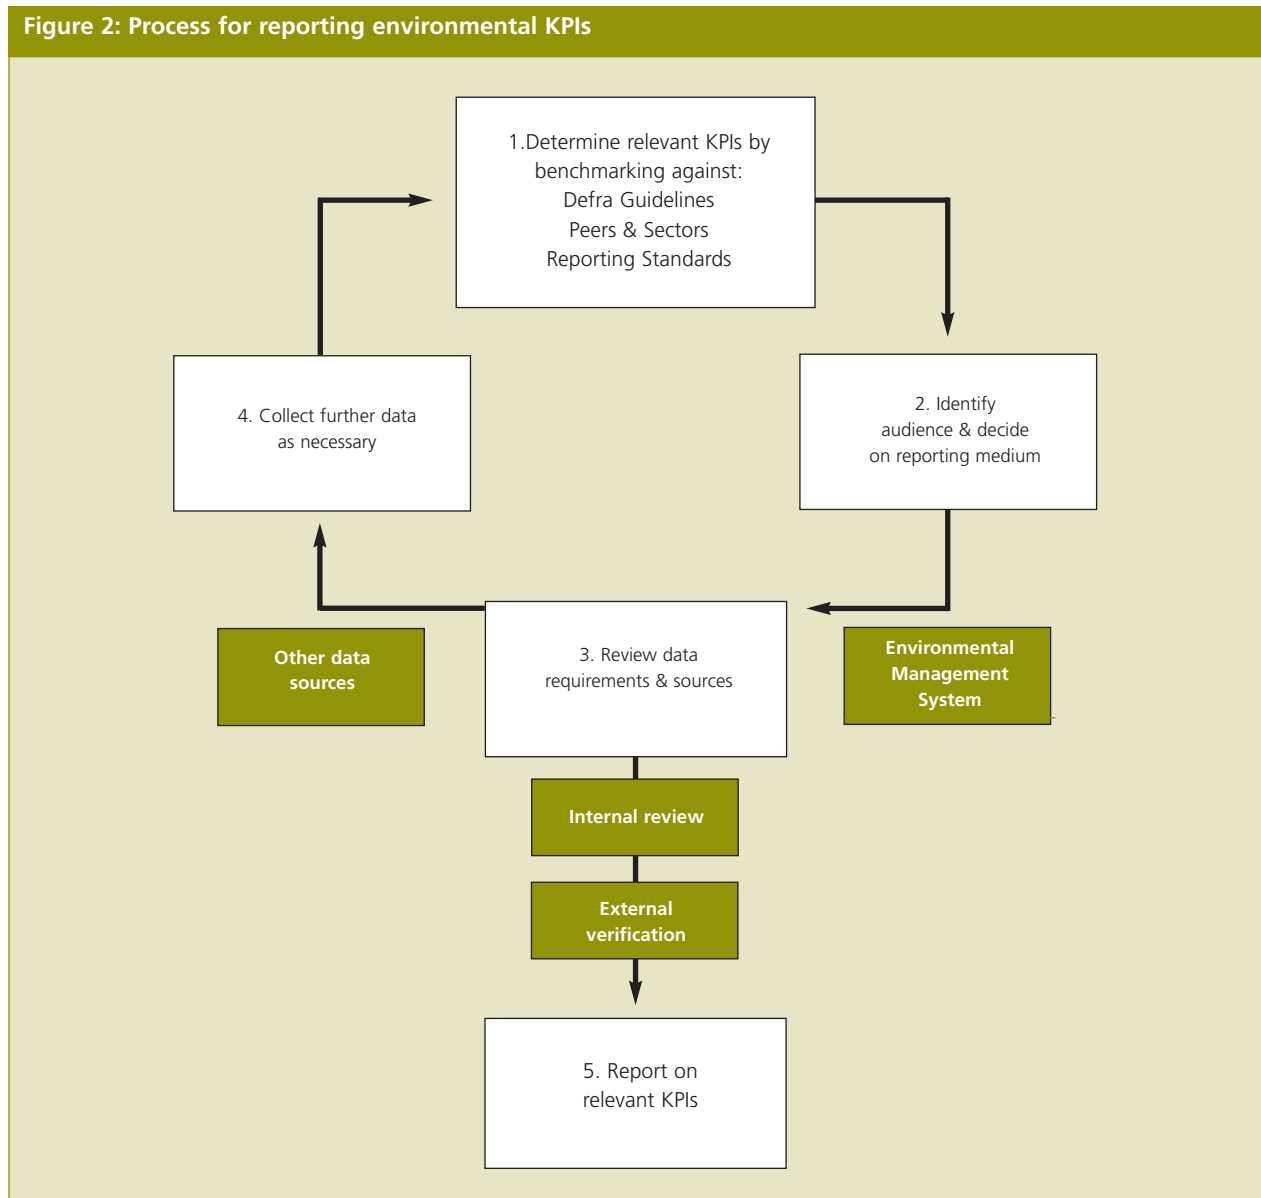 Figure 2: Process for reporting environmental KPIs
1.Determine relevant KPIs by
benchmarking against:
Defra Guidelines
Peers & Sectors
Reporting Standards
2. Identify
audience & decide
on reporting medium
4. Collect further data
as necessary
3. Review data
requirements & sources
Other data
sources
Environmental
Management
System
Internal review
External
verification
5. Report on
relevant KPIs